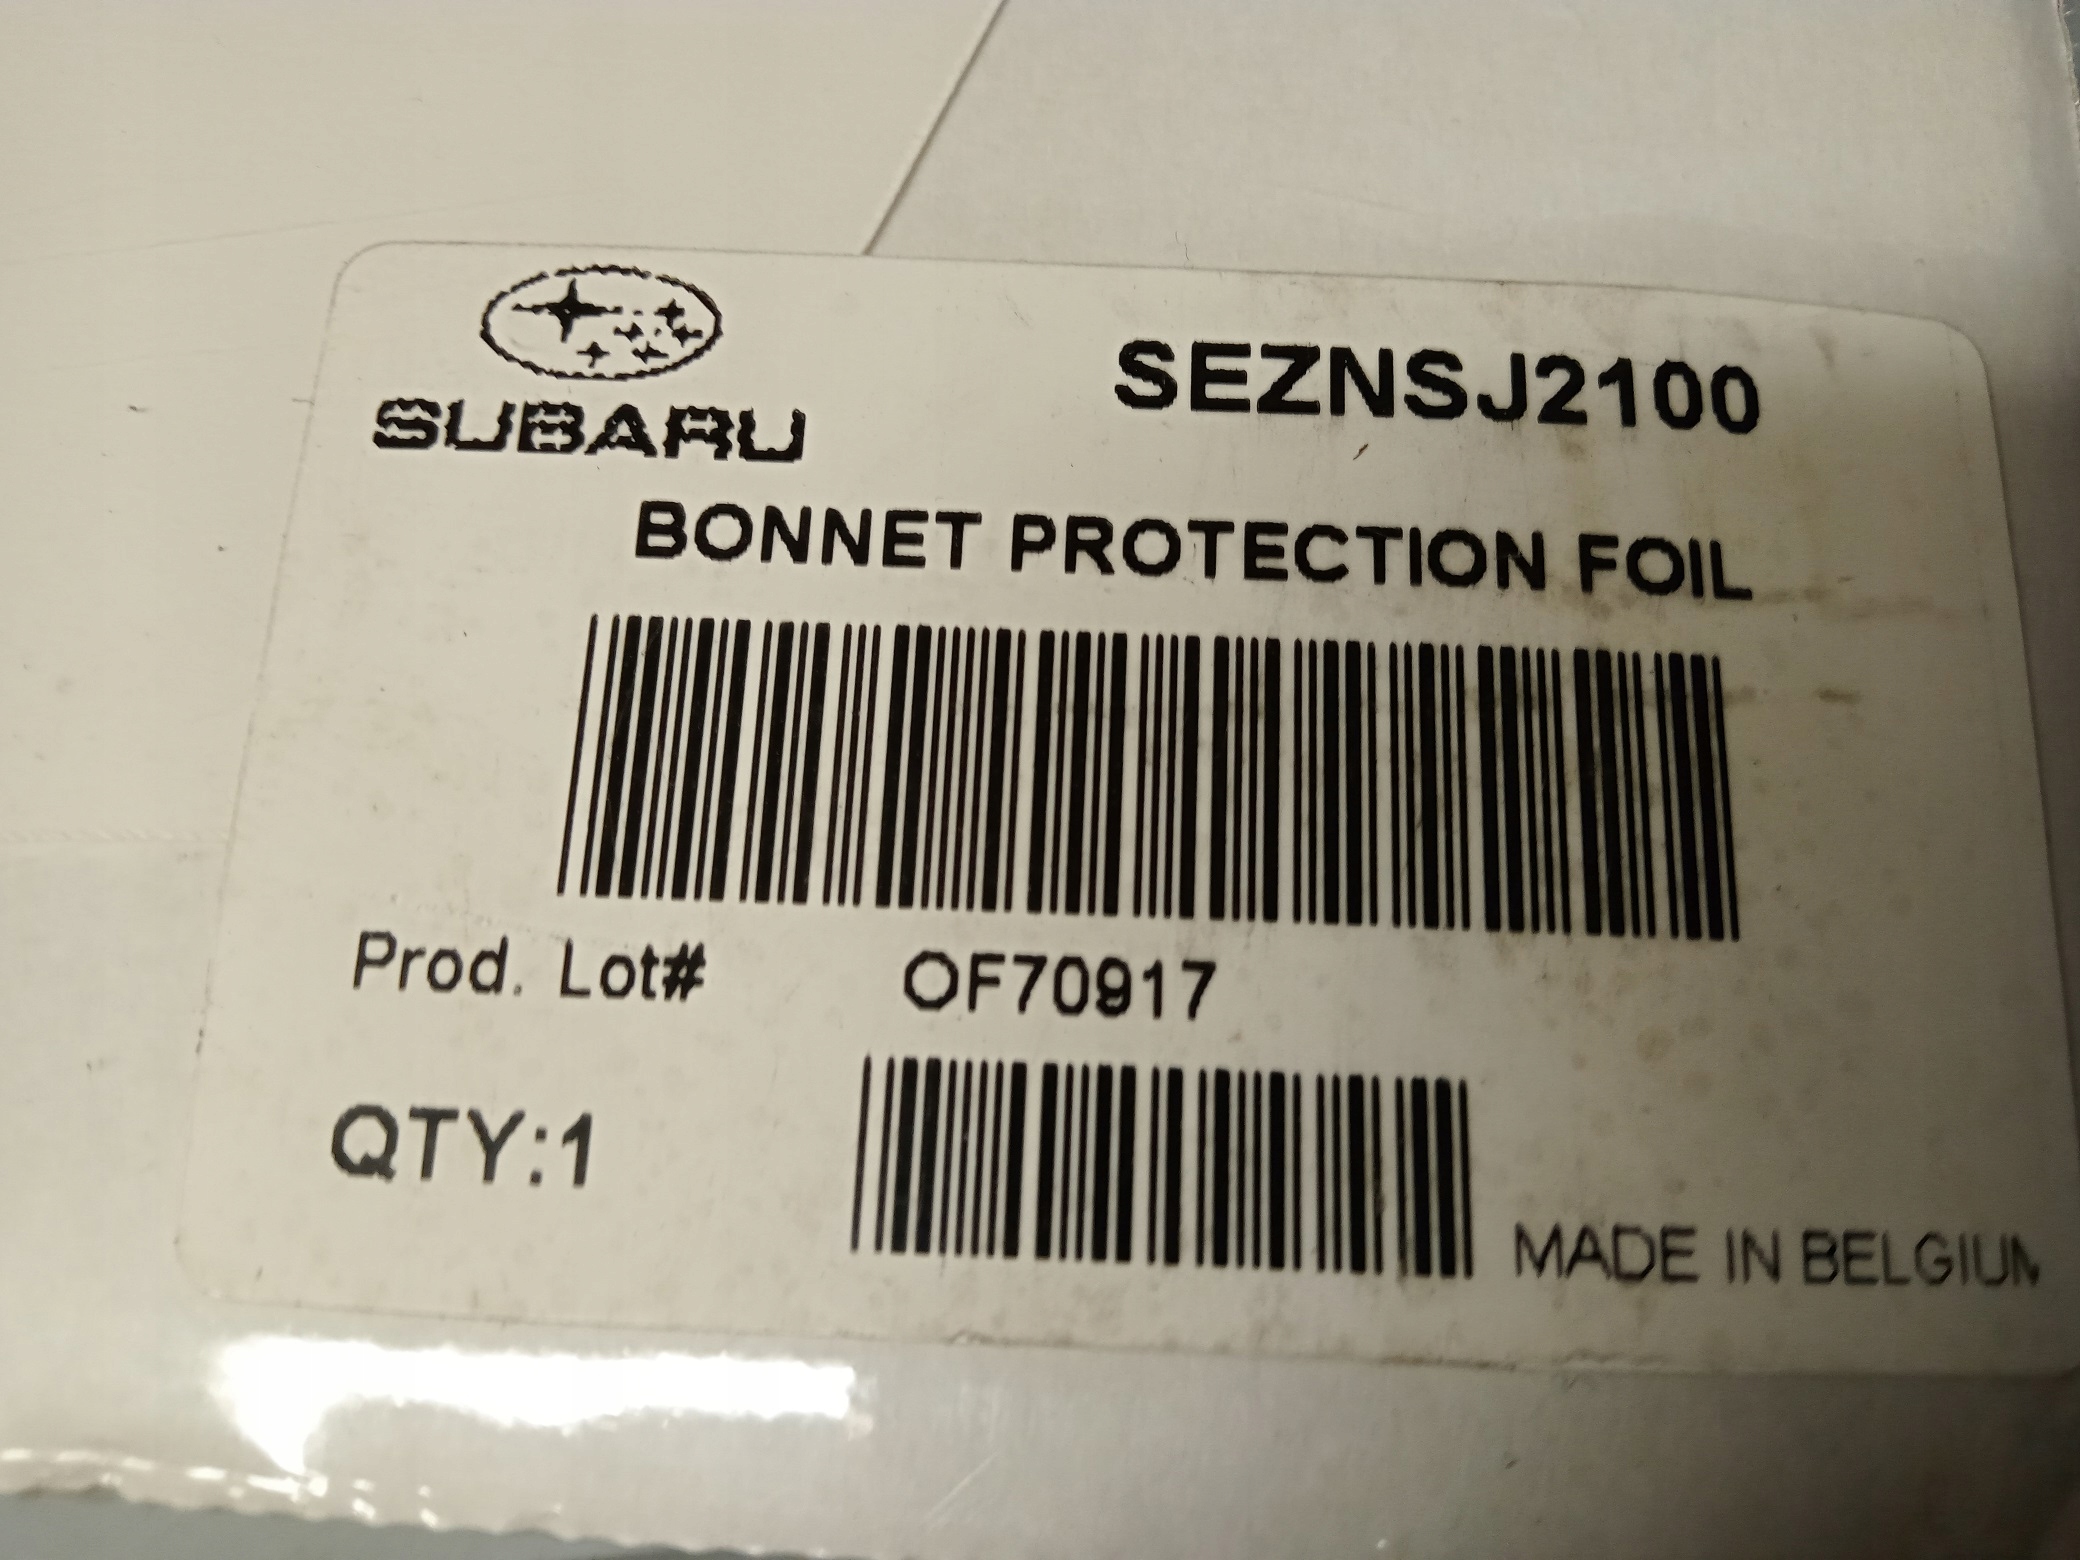 SUBARU
SEZNSJ2100
BONNET PROTECTION FOIL
Prod. Lot# OF70917
QTY:1
MADE IN BELGIUM